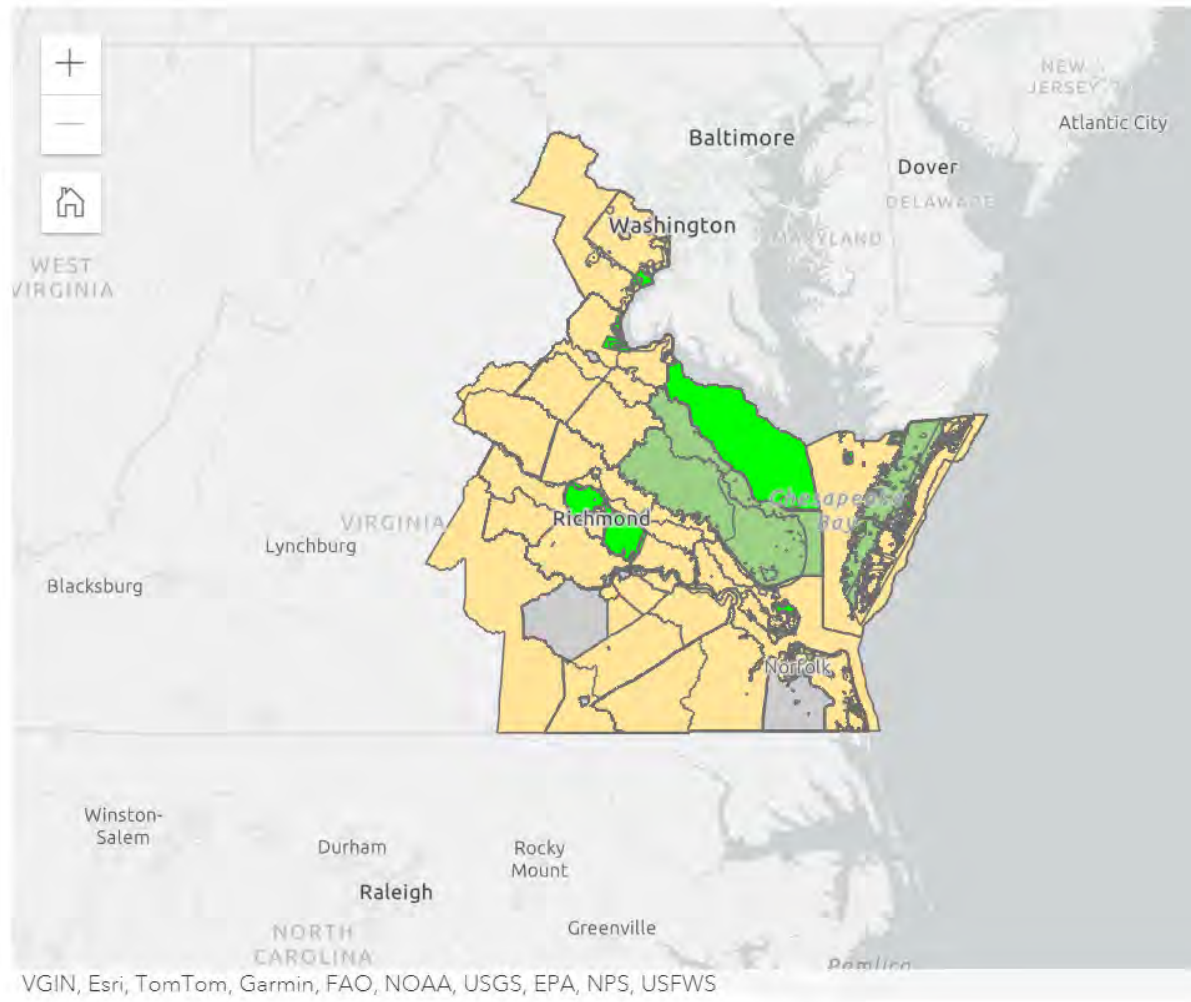 +
−
Baltimore
NEW
JERSEY
Atlantic City
Dover
DELAWARE
Washington
MARYLAND
WEST
VIRGINIA
Chesapeake
Bay
VIRGINIA
Richmond
Lynchburg
Blacksburg
Norfolk
Winston-
Salem
Durham
Rocky
Mount
Raleigh
Greenville
NORTH
CAROLINA
Pamlico
VGIN, Esri, TomTom, Garmin, FAO, NOAA, USGS, EPA, NPS, USFWS